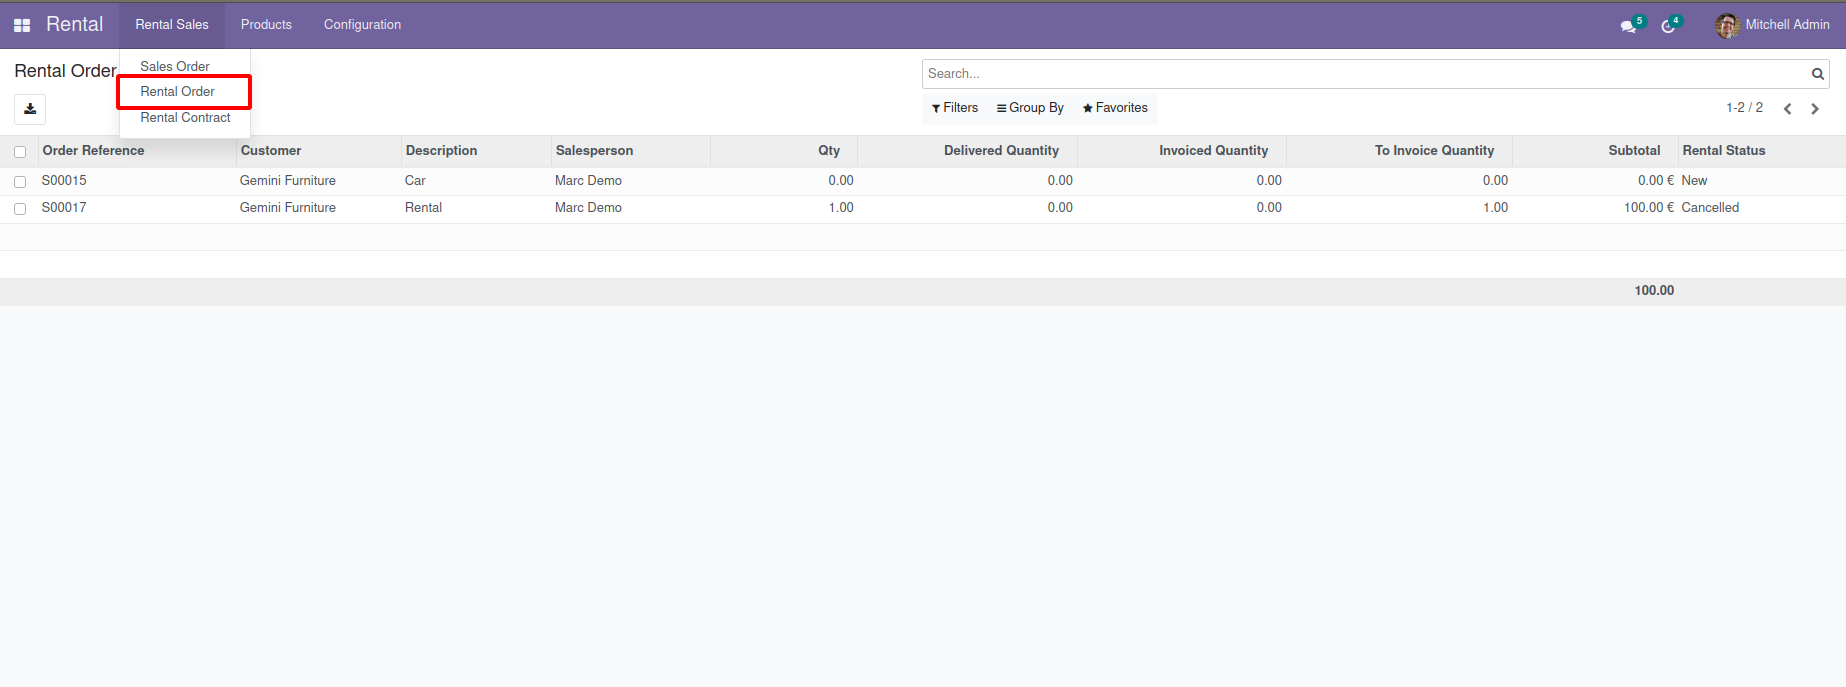 Rental Rental Sales Products Configuration 5 4 Mitchell Admin
Sales Order
Rental Order
Rental Order
Rental Contract
Search...
Filters Group By Favorites 1-2 / 2
Order Reference Customer Description Salesperson Qty Delivered Quantity Invoiced Quantity To Invoice Quantity Subtotal Rental Status
S00015 Gemini Furniture Car Marc Demo 0.00 0.00 0.00 0.00 0.00 € New
S00017 Gemini Furniture Rental Marc Demo 1.00 0.00 0.00 1.00 100.00 € Cancelled
100.00